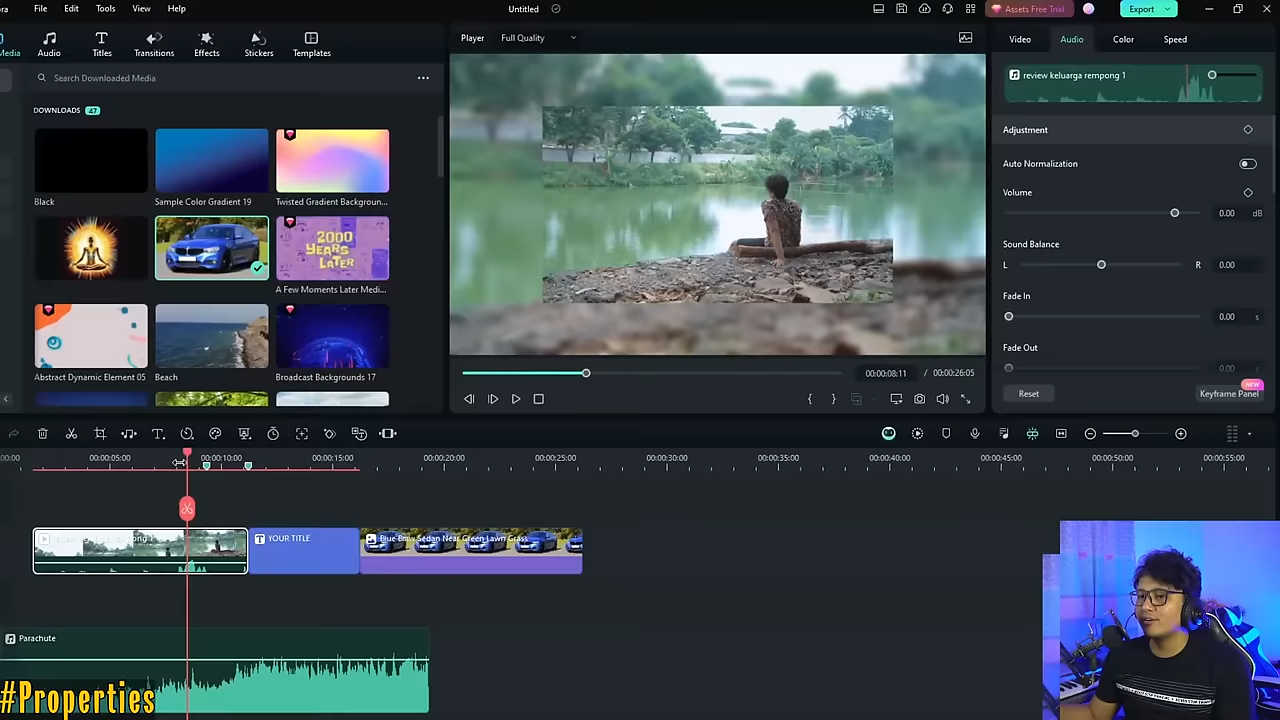 File Edit Tools View Help
Untitled
Assets Free Trial
Export
Media Audio Titles Transitions Effects Stickers Templates
Player Full Quality
Video Audio Color Speed
Search Downloaded Media
review keluarga rempong 1
DOWNLOADS 47
Adjustment
Auto Normalization
Volume
0.00 dB
Black Sample Color Gradient 19 Twisted Gradient Backgroun...
Sound Balance
L R 0.00
2000 YEARS LATER
A Few Moments Later Medi...
Fade In
0.00 s
Fade Out
0.00 s
Abstract Dynamic Element 05 Beach Broadcast Backgrounds 17
00:00:08:11 / 00:00:26:05
NEW
Reset Keyframe Panel
00:00 00:00:05:00 00:00:10:00 00:00:15:00 00:00:20:00 00:00:25:00 00:00:30:00 00:00:35:00 00:00:40:00 00:00:45:00 00:00:50:00 00:00:55:00
YOUR TITLE
Blue Bmw Sedan Near Green Lawn Grass
Parachute
#Properties